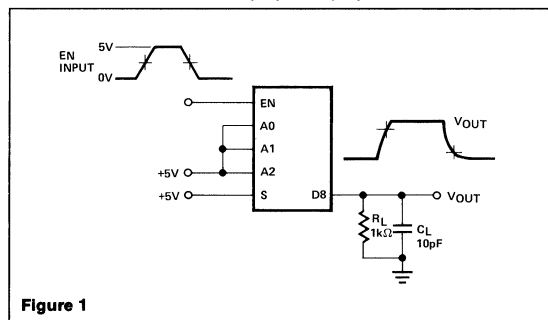 5V
EN
INPUT
0V
EN
A0
A1
+5V
A2
+5V
S
D8
VOUT
VOUT
RL
1kΩ
CL
10pF
Figure 1